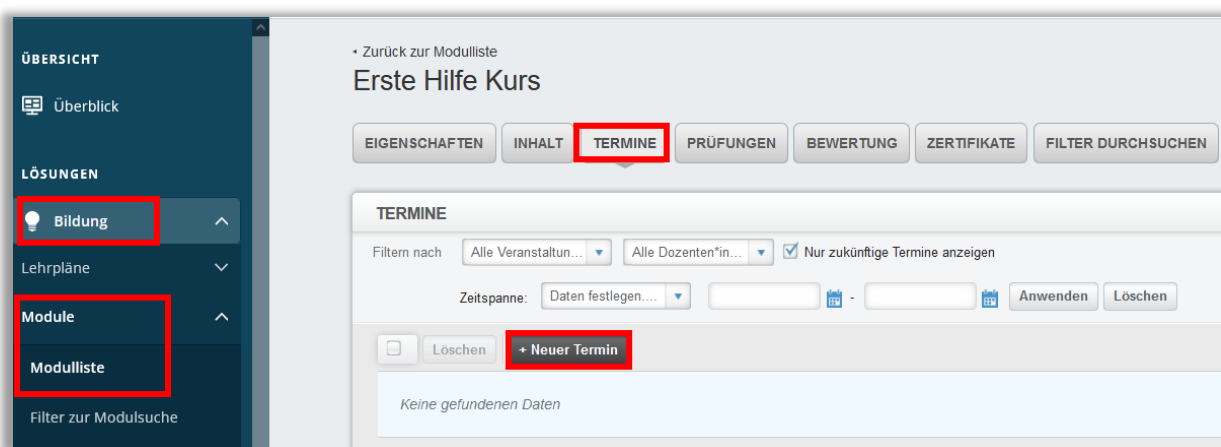 ÜBERSICHT
Überblick
LÖSUNGEN
Bildung
Lehrpläne
Module
Modulliste
Filter zur Modulsuche
Zurück zur Modulliste
Erste Hilfe Kurs
EIGENSCHAFTEN INHALT TERMINE PRÜFUNGEN BEWERTUNG ZERTIFIKATE FILTER DURCHSUCHEN
TERMINE
Filtern nach Alle Veranstaltun... Alle Dozenten*in... Nur zukünftige Termine anzeigen
Zeitspanne: Daten festlegen.... - Anwenden Löschen
Löschen + Neuer Termin
Keine gefundenen Daten